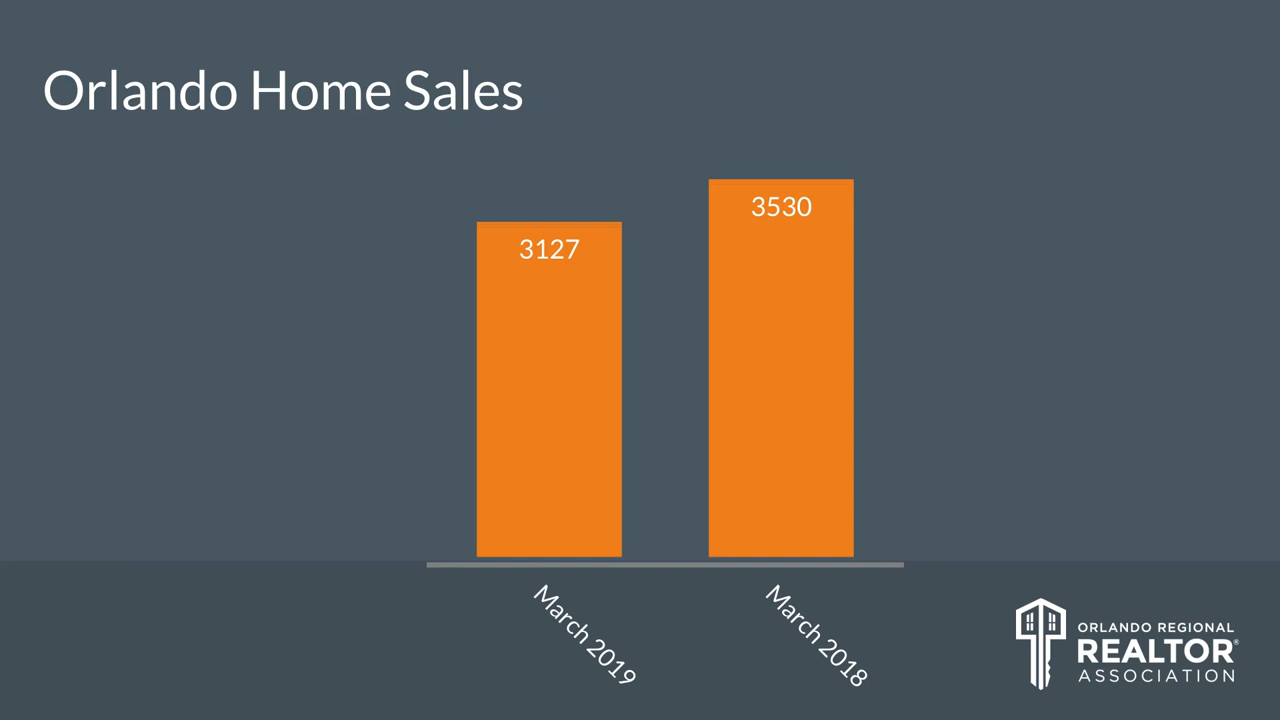 Orlando Home Sales
3530
3127
March 2019
March 2018
ORLANDO REGIONAL
REALTOR®
ASSOCIATION